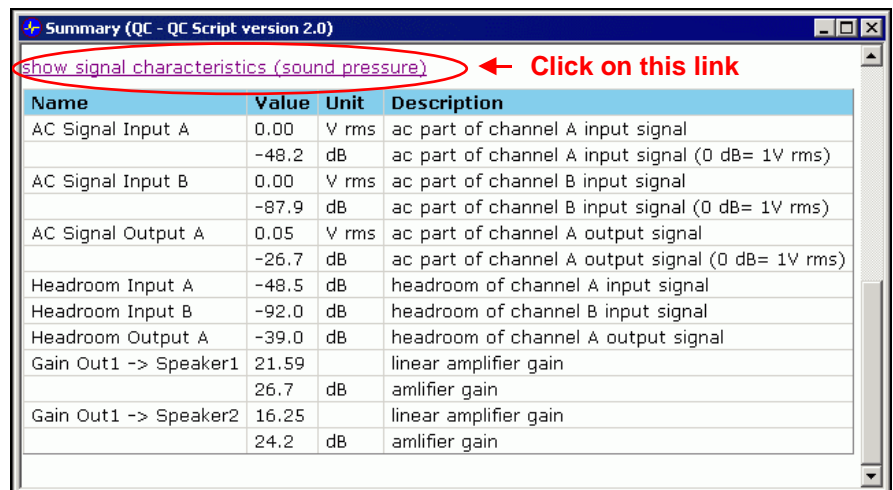 Summary (QC - QC Script version 2.0)
show signal characteristics (sound pressure) Click on this link
Name Value Unit Description
AC Signal Input A 0.00 V rms ac part of channel A input signal
-48.2 dB ac part of channel A input signal (0 dB= 1V rms)
AC Signal Input B 0.00 V rms ac part of channel B input signal
-87.9 dB ac part of channel B input signal (0 dB= 1V rms)
AC Signal Output A 0.05 V rms ac part of channel A output signal
-26.7 dB ac part of channel A output signal (0 dB= 1V rms)
Headroom Input A -48.5 dB headroom of channel A input signal
Headroom Input B -92.0 dB headroom of channel B input signal
Headroom Output A -39.0 dB headroom of channel A output signal
Gain Out1 -> Speaker1 21.59 linear amplifier gain
26.7 dB amlifier gain
Gain Out1 -> Speaker2 16.25 linear amplifier gain
24.2 dB amlifier gain